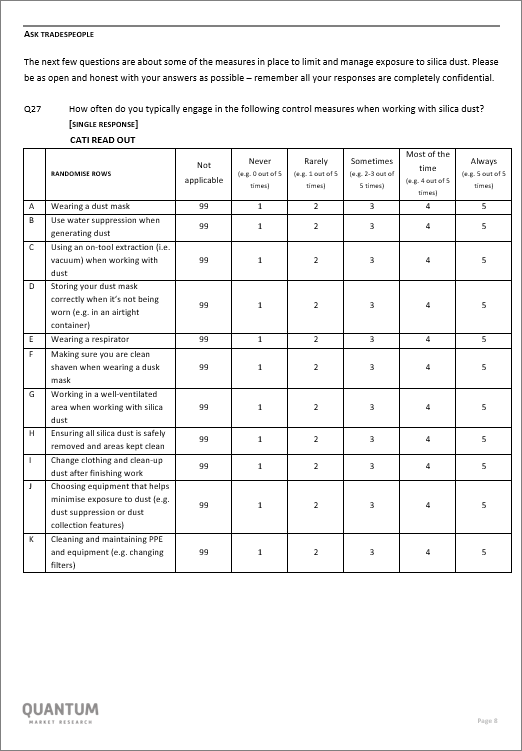 ASK TRADESPEOPLE
The next few questions are about some of the measures in place to limit and manage exposure to silica dust. Please
be as open and honest with your answers as possible – remember all your responses are completely confidential.
Q27 How often do you typically engage in the following control measures when working with silica dust?
[SINGLE RESPONSE]
CATI READ OUT
RANDOMISE ROWS
Not
applicable
Never
(e.g. 0 out of 5
times)
Rarely
(e.g. 1 out of 5
times)
Sometimes
(e.g. 2-3 out of
5 times)
Most of the
time
(e.g. 4 out of 5
times)
Always
(e.g. 5 out of 5
times)
A Wearing a dust mask 99 1 2 3 4 5
B Use water suppression when
generating dust 99 1 2 3 4 5
C Using an on-tool extraction (i.e.
vacuum) when working with
dust 99 1 2 3 4 5
D Storing your dust mask
correctly when it's not being
worn (e.g. in an airtight
container) 99 1 2 3 4 5
E Wearing a respirator 99 1 2 3 4 5
F Making sure you are clean
shaven when wearing a dusk
mask 99 1 2 3 4 5
G Working in a well-ventilated
area when working with silica
dust 99 1 2 3 4 5
H Ensuring all silica dust is safely
removed and areas kept clean 99 1 2 3 4 5
I Change clothing and clean-up
dust after finishing work 99 1 2 3 4 5
J Choosing equipment that helps
minimise exposure to dust (e.g.
dust suppression or dust
collection features) 99 1 2 3 4 5
K Cleaning and maintaining PPE
and equipment (e.g. changing
filters) 99 1 2 3 4 5
QUANTUM
MARKET RESEARCH
Page 8